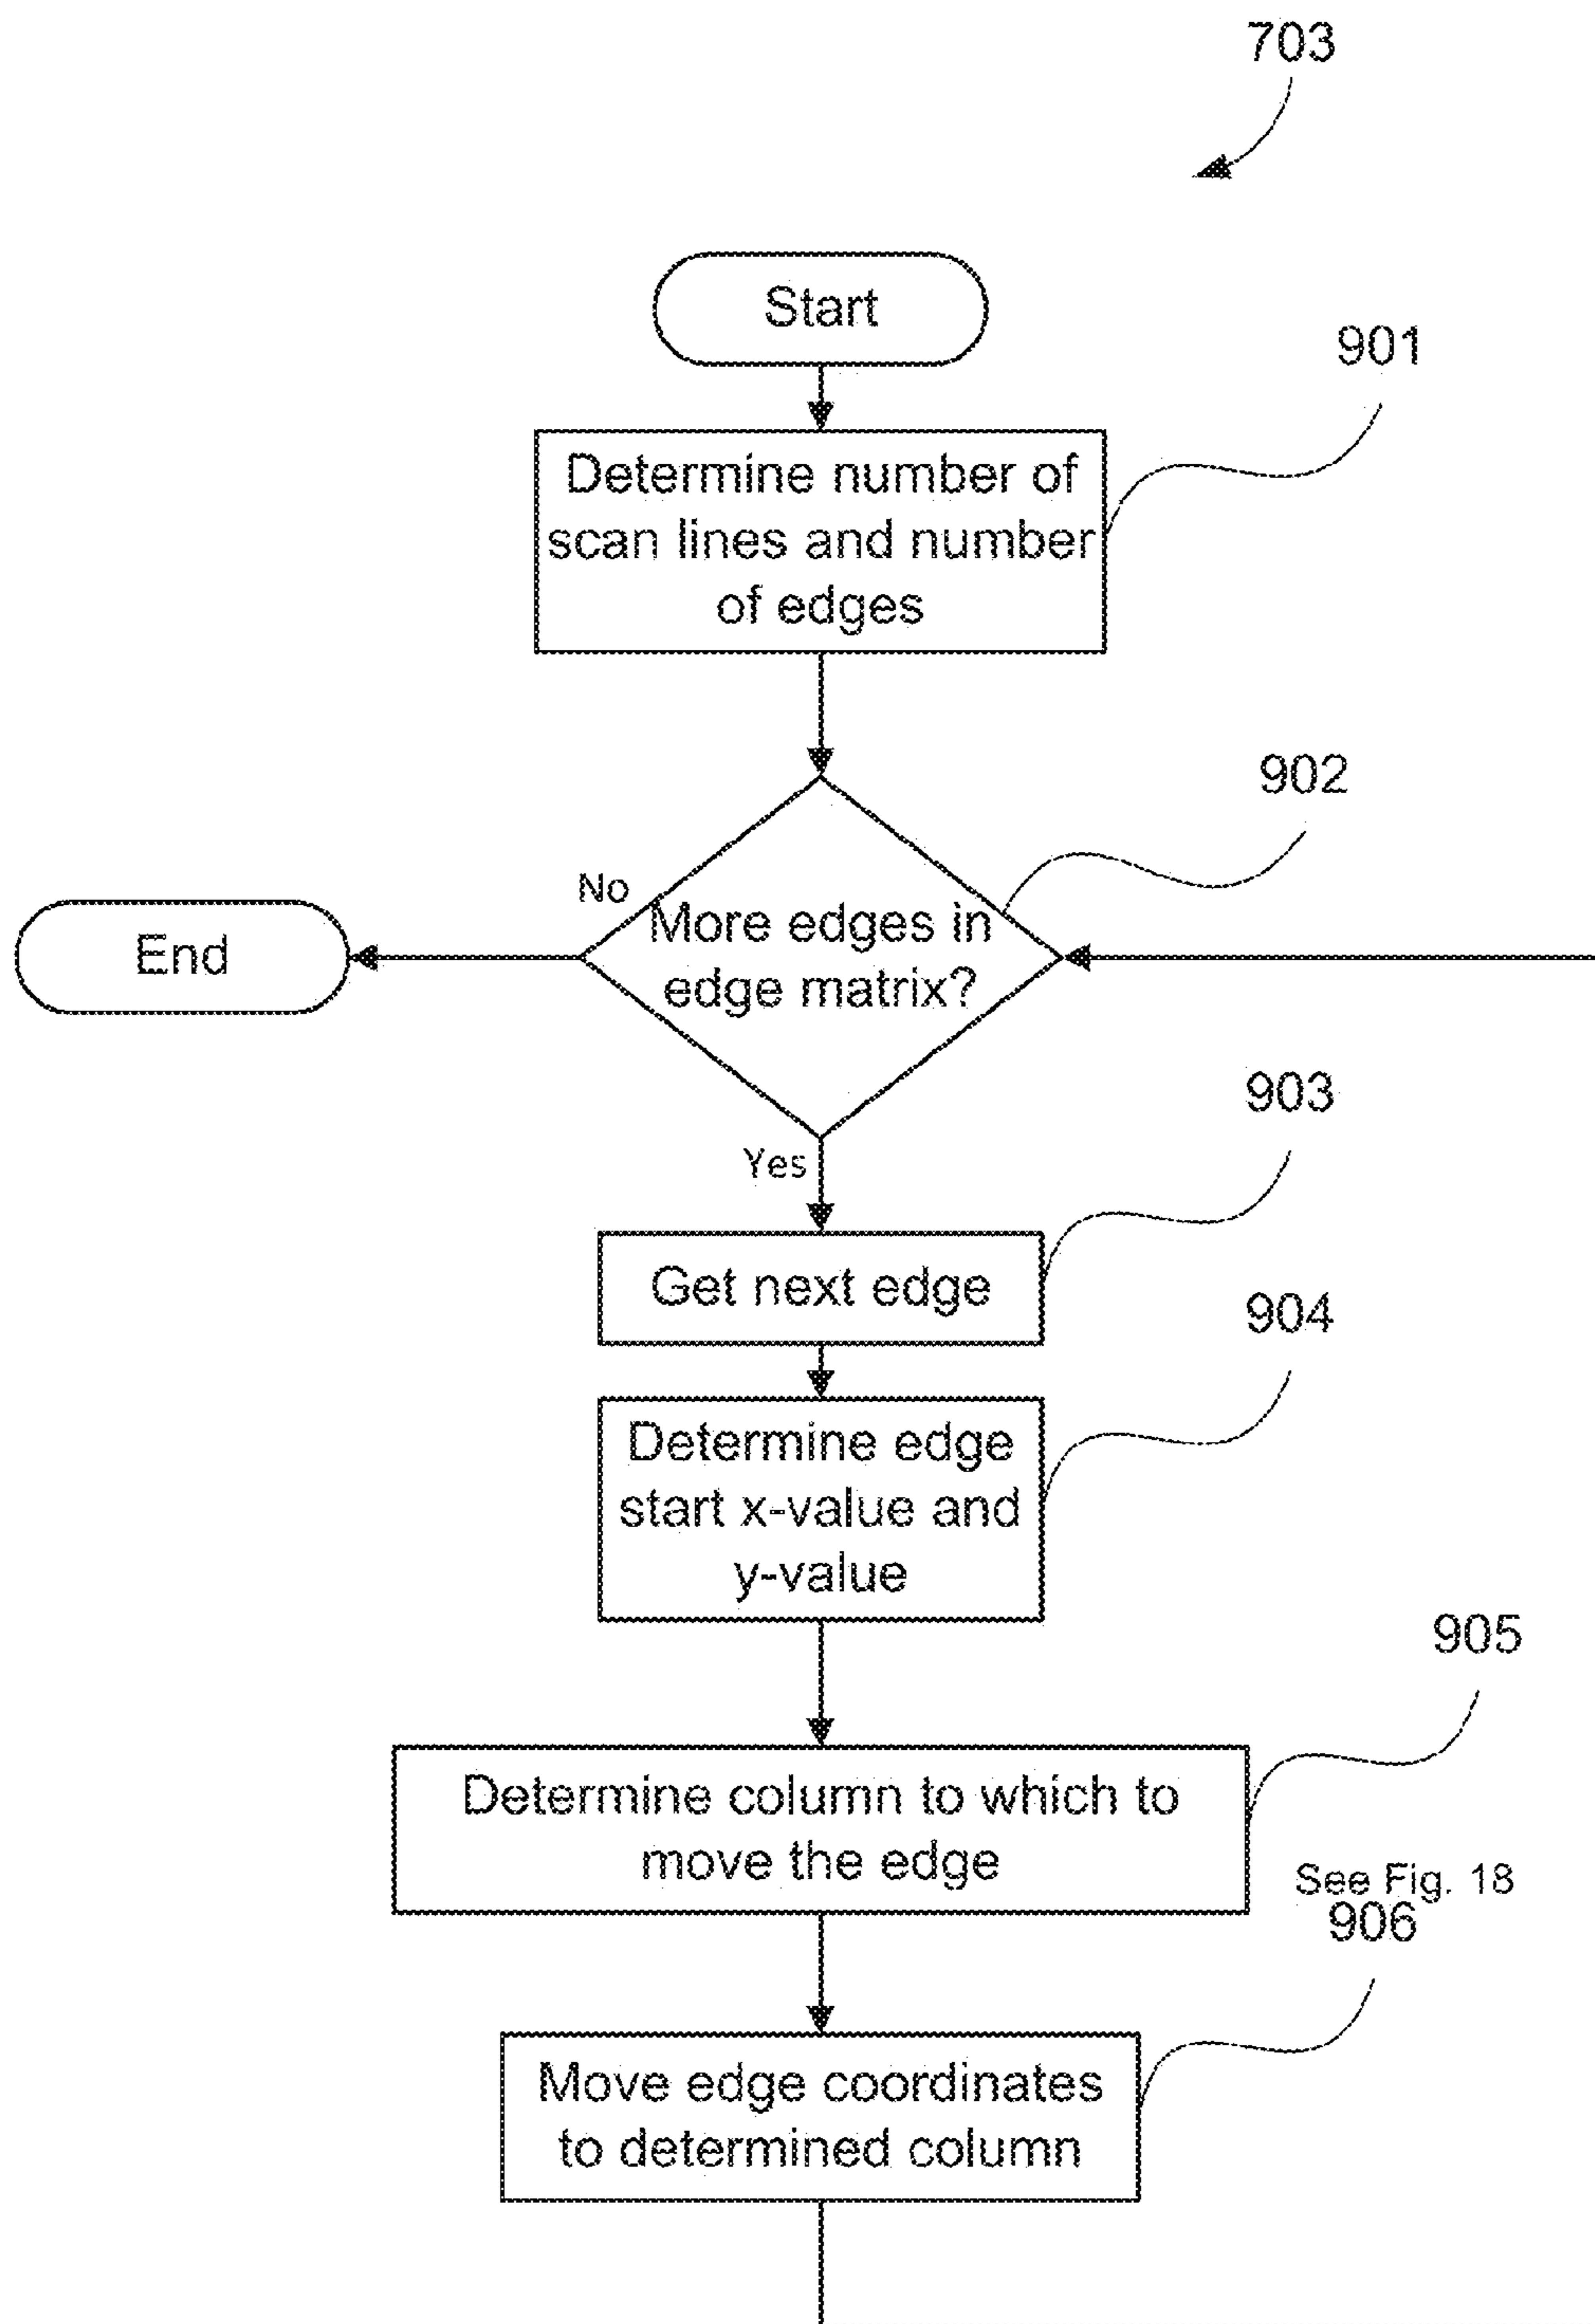 703
Start
901
Determine number of
scan lines and number
of edges
902
No
More edges in
edge matrix?
End
903
Yes
Get next edge
904
Determine edge
start x-value and
y-value
905
Determine column to which to
move the edge
See Fig. 18
906
Move edge coordinates
to determined column